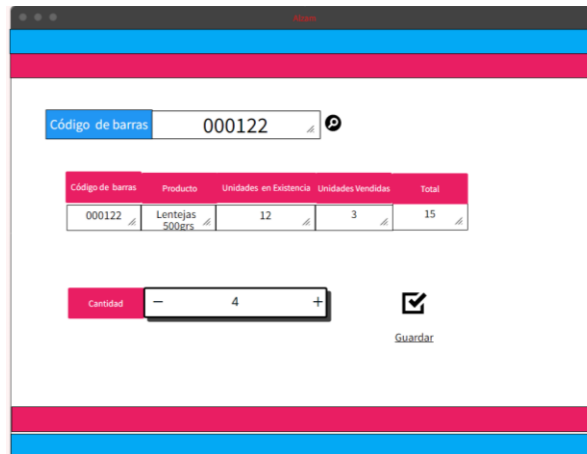 Código de barras
000122
Código de barras Producto Unidades en Existencia Unidades Vendidas Total
000122 Lentejas 500grs 12 3 15
Cantidad
− 4 +
Guardar